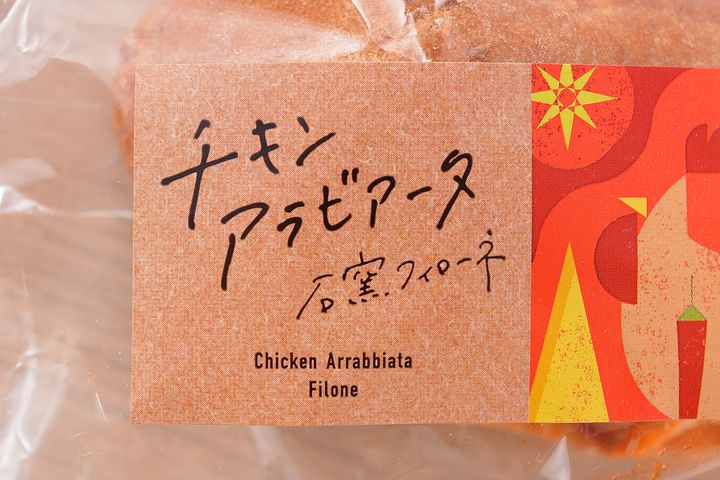 チキン
アラビアータ
石窯フィローネ
Chicken Arrabbiata
Filone